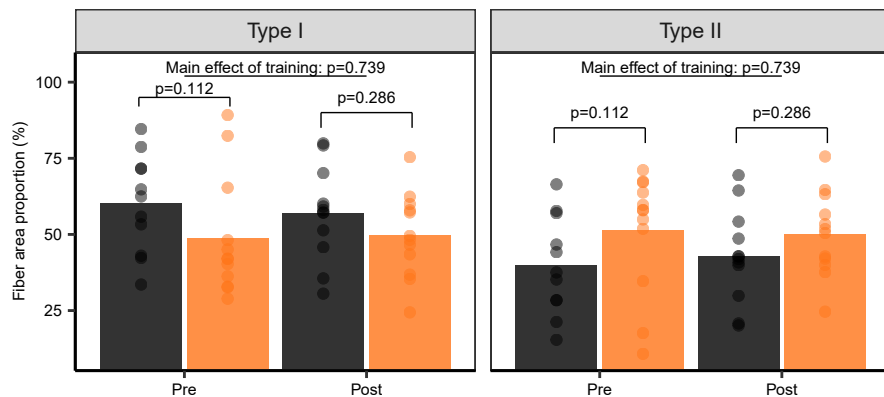 Type I
Type II
Main effect of training: p=0.739
Main effect of training: p=0.739
p=0.112
p=0.286
p=0.112
p=0.286
Fiber area proportion (%)
100
75
50
25
Pre
Post
Pre
Post